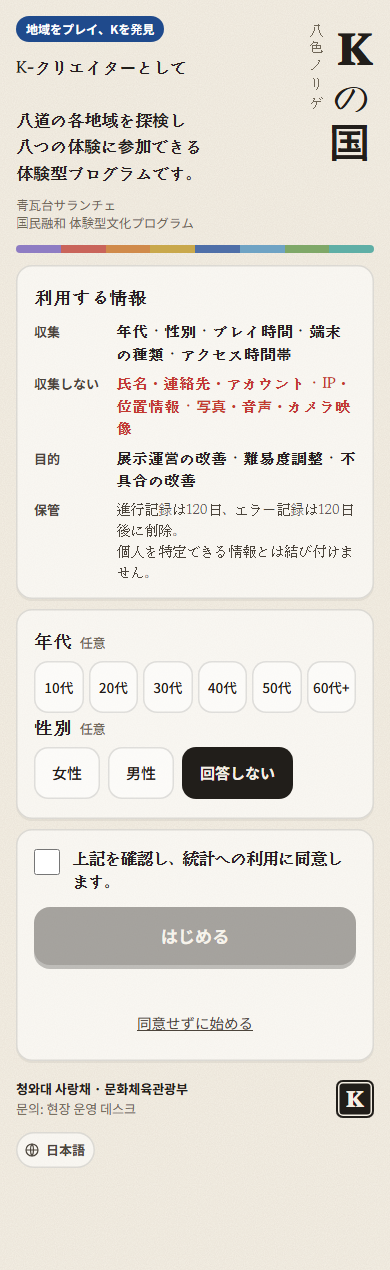 地域をプレイ、Kを発見
K-クリエイターとして
八道の各地域を探検し
八つの体験に参加できる
体験型プログラムです。
青瓦台サランチェ
国民融和 体験型文化プログラム
Kの国
八色ノリゲ
利用する情報
収集
年代・性別・プレイ時間・端末
の種類・アクセス時間帯
収集しない
氏名・連絡先・アカウント・IP・
位置情報・写真・音声・カメラ映
像
目的
展示運営の改善・難易度調整・不
具合の改善
保管
進行記録は120日、エラー記録は120日
後に削除。
個人を特定できる情報とは結び付けま
せん。
年代 任意
10代 20代 30代 40代 50代 60代+
性別 任意
女性 男性 回答しない
上記を確認し、統計への利用に同意し
ます。
はじめる
同意せずに始める
청와대 사랑채・문화체육관광부
문의: 현장 운영 데스크
K
日本語